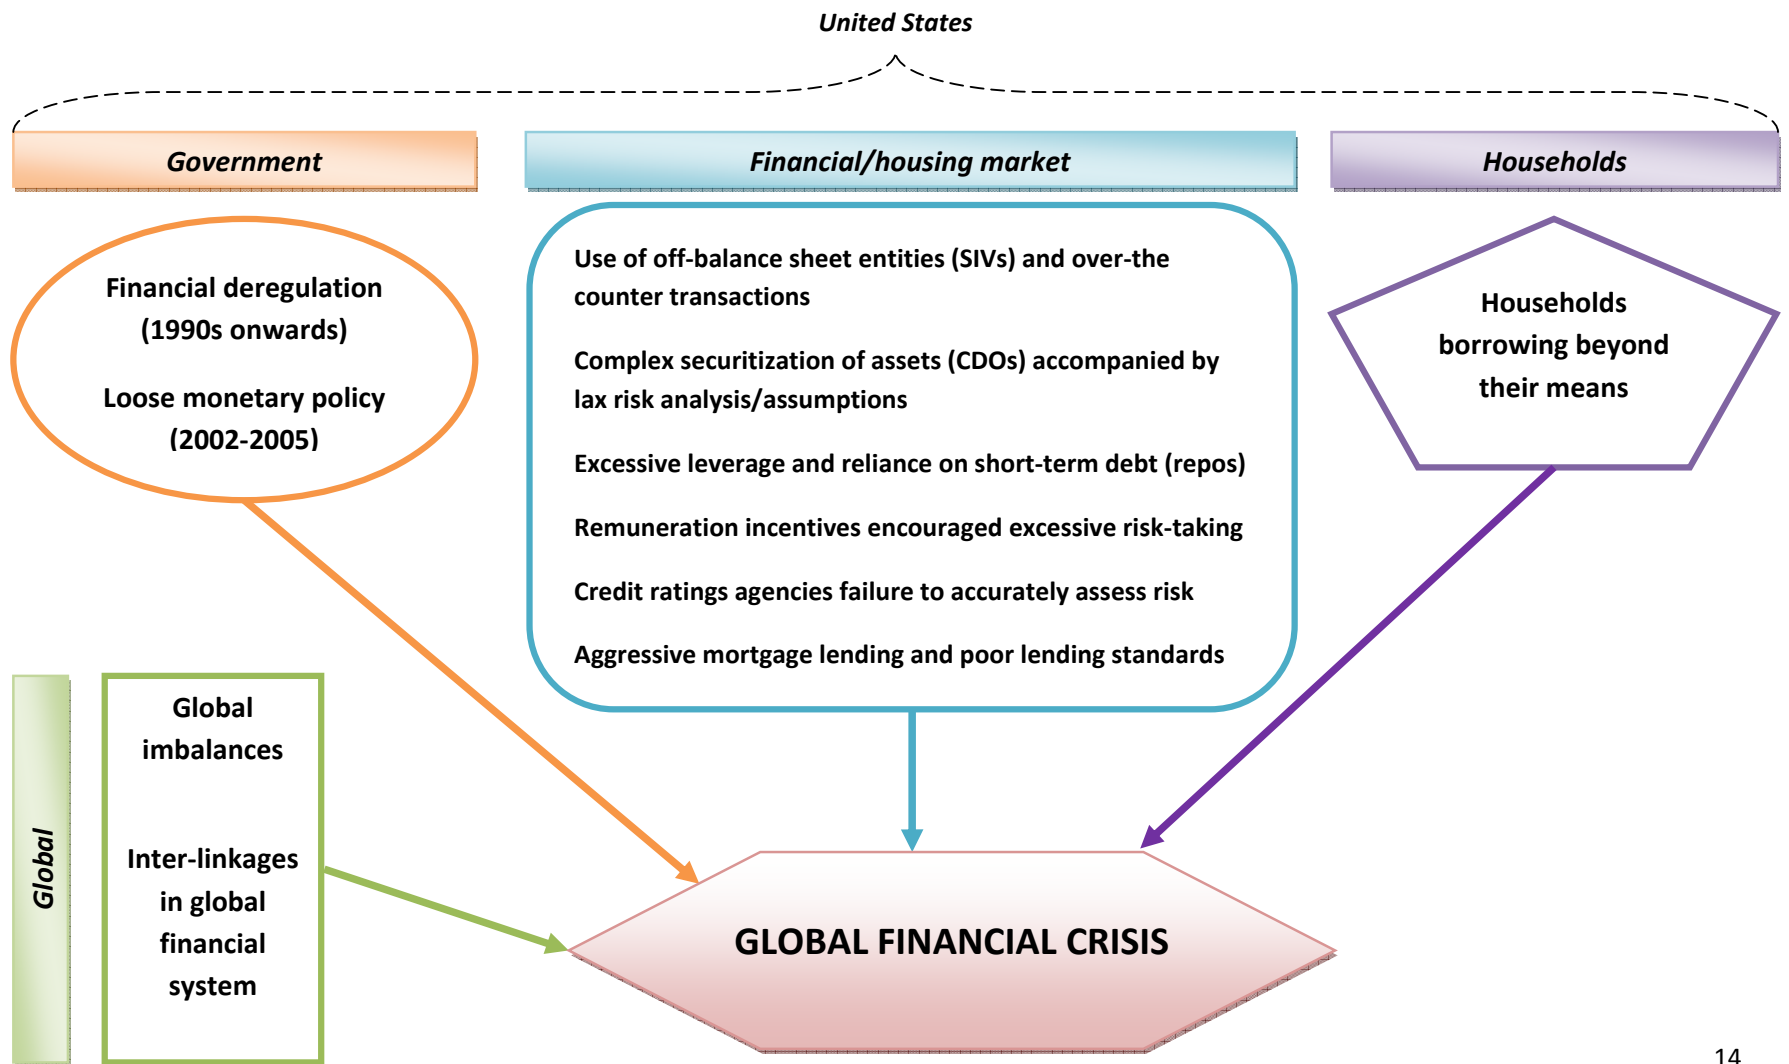 United States
Government
Financial/housing market
Households
Financial deregulation
(1990s onwards)
Loose monetary policy
(2002-2005)
Use of off-balance sheet entities (SIVs) and over-the
counter transactions
Complex securitization of assets (CDOs) accompanied by
lax risk analysis/assumptions
Excessive leverage and reliance on short-term debt (repos)
Remuneration incentives encouraged excessive risk-taking
Credit ratings agencies failure to accurately assess risk
Aggressive mortgage lending and poor lending standards
Households
borrowing beyond
their means
Global
Global
imbalances
Inter-linkages
in global
financial
system
GLOBAL FINANCIAL CRISIS
14